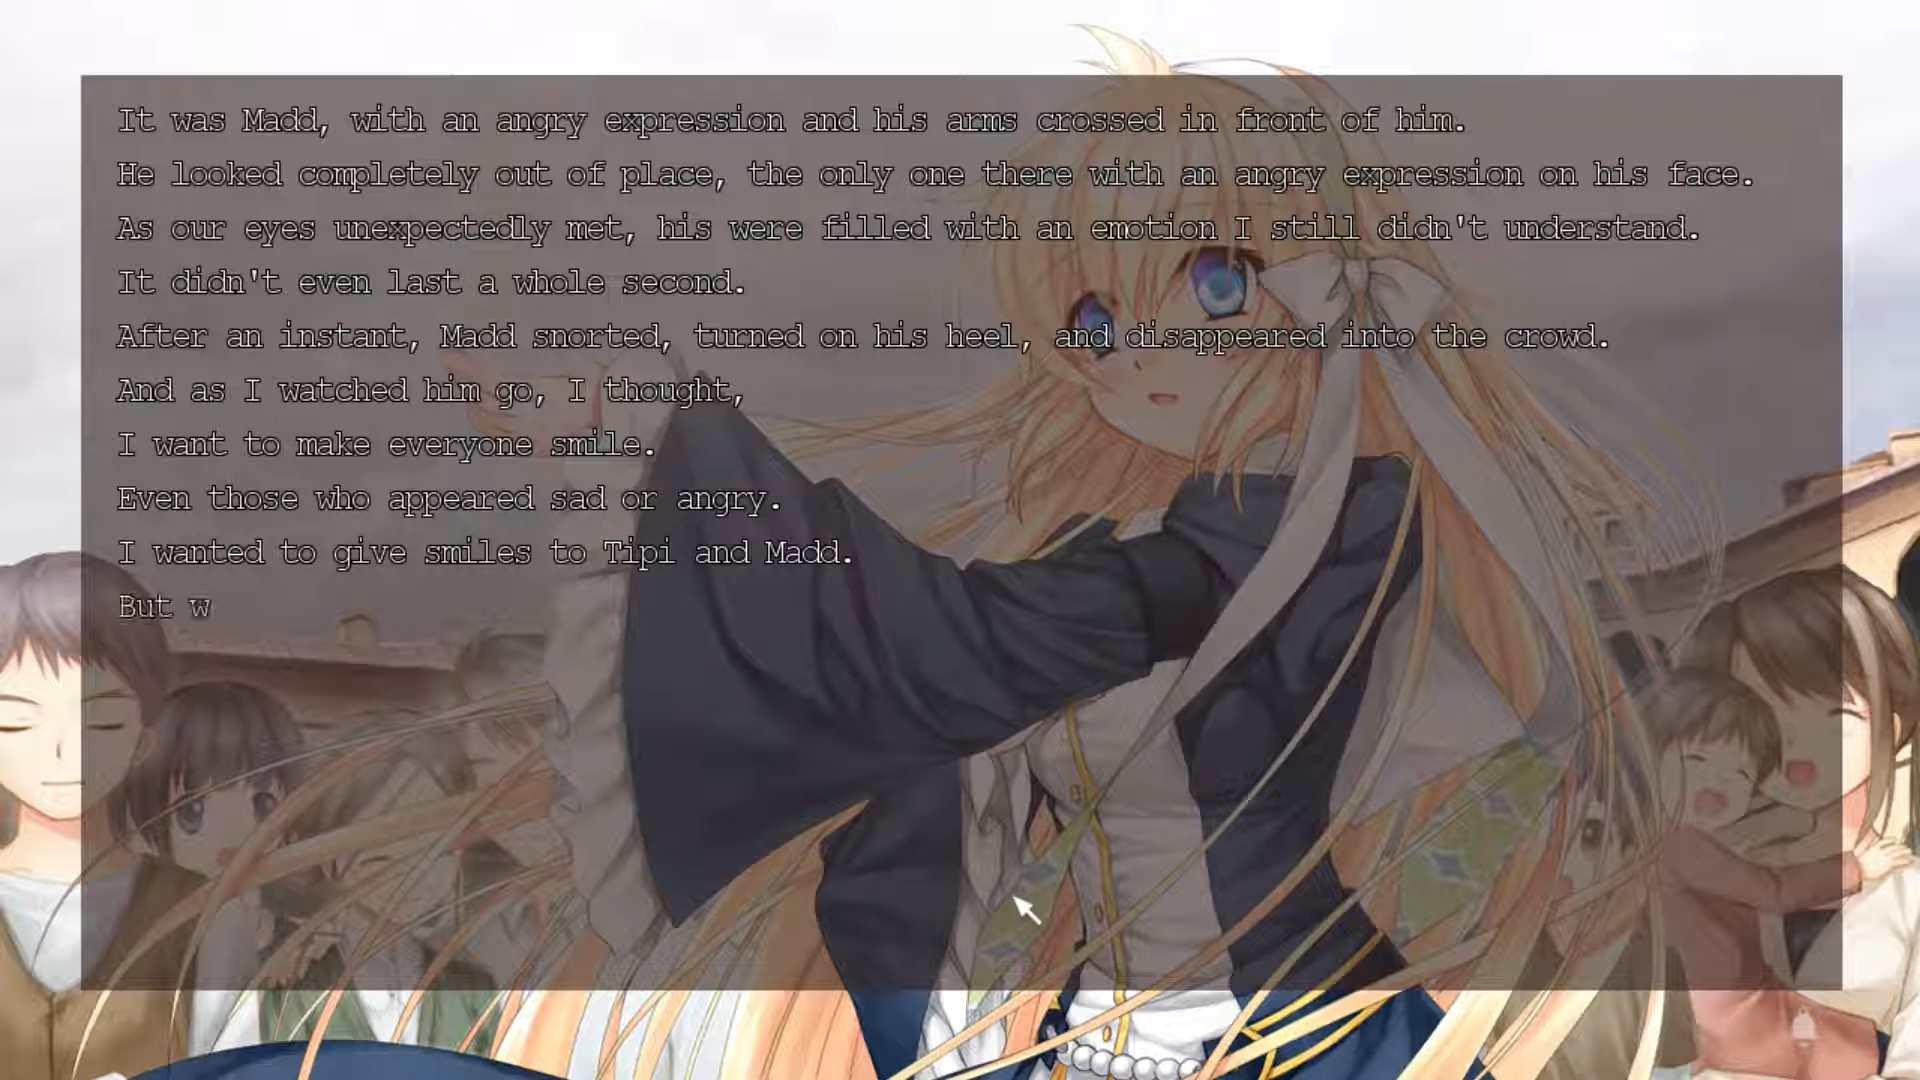 It was Madd, with an angry expression and his arms crossed in front of him.
He looked completely out of place, the only one there with an angry expression on his face.
As our eyes unexpectedly met, his were filled with an emotion I still didn't understand.
It didn't even last a whole second.
After an instant, Madd snorted, turned on his heel, and disappeared into the crowd.
And as I watched him go, I thought,
I want to make everyone smile.
Even those who appeared sad or angry.
I wanted to give smiles to Tipi and Madd.
But w